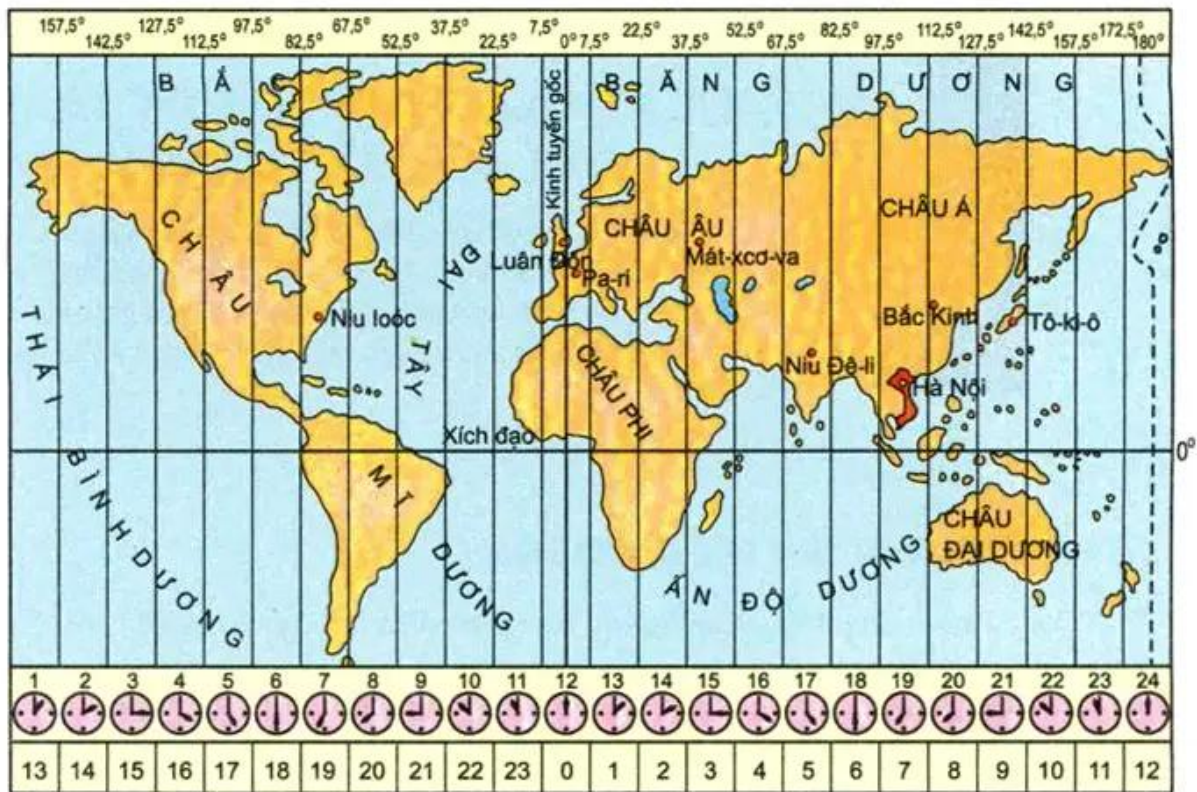 157,5° 127,5° 97,5° 67,5° 37,5° 7,5° 22,5° 52,5° 82,5° 112,5° 142,5° 172,5°
142,5° 112,5° 82,5° 52,5° 22,5° 0° 7,5° 37,5° 67,5° 97,5° 127,5° 157,5° 180°
BẮC BĂNG DƯƠNG
Kinh tuyến gốc
CHÂU
MĨ
CHÂU ÂU
CHÂU Á
Luân Đôn
Pa-ri
Mát-xcơ-va
Niu Ioóc
Bắc Kinh
Tô-ki-ô
Niu Đê-li
Hà Nội
CHÂU PHI
Xích đạo
0°
THÁI
BÌNH DƯƠNG
ĐẠI
TÂY
DƯƠNG
ẤN ĐỘ DƯƠNG
CHÂU
ĐẠI DƯƠNG
1 2 3 4 5 6 7 8 9 10 11 12 13 14 15 16 17 18 19 20 21 22 23 24
13 14 15 16 17 18 19 20 21 22 23 0 1 2 3 4 5 6 7 8 9 10 11 12